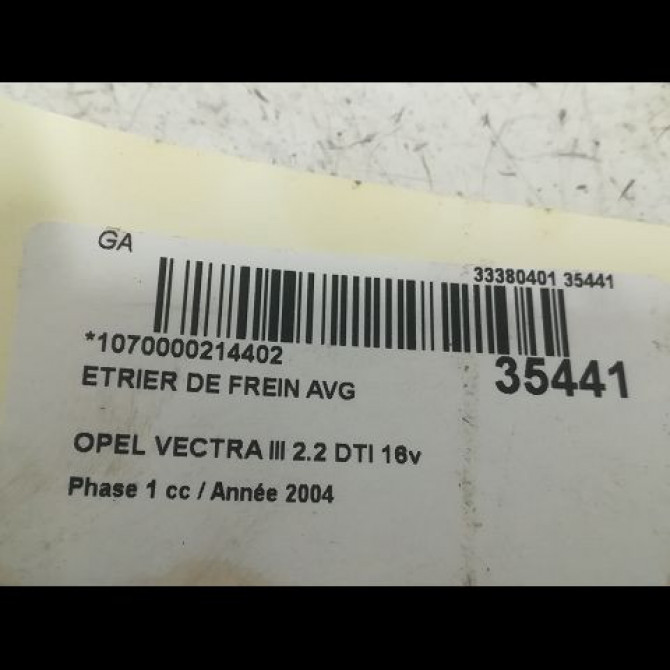 GA
33380401 35441
*1070000214402
35441
ETRIER DE FREIN AVG
OPEL VECTRA III 2.2 DTI 16v
Phase 1 cc / Année 2004